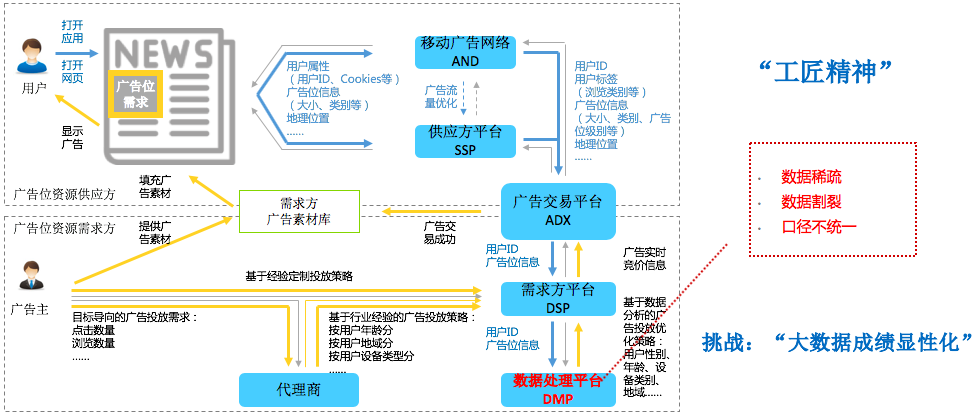 打开
应用
打开
网页
用户
NEWS
广告位
需求
显示
广告
用户属性
（用户ID、Cookies等）
广告位信息
（大小、类别等）
地理位置
……
移动广告网络
AND
广告流
量优化
供应方平台
SSP
用户ID
用户标签
（浏览类别等）
广告位信息
（大小、类别、广告
位级别等）
地理位置
……
“工匠精神”
数据稀疏
数据割裂
口径不统一
挑战：“大数据成绩显性化”
广告位资源供应方
填充广
告素材
需求方
广告素材库
广告交
易成功
广告交易平台
ADX
广告位资源需求方
提供广
告素材
广告主
基于经验定制投放策略
用户ID
广告位信息
广告实时
竞价信息
需求方平台
DSP
目标导向的广告投放需求：
点击数量
浏览数量
……
基于行业经验的广告投放策略：
按用户年龄分
按用户地域分
按用户设备类型分
……
代理商
用户ID
广告位信息
基于数据
分析的广
告投放优
化策略：
用户性别、
年龄、设
备类别、
地域……
数据处理平台
DMP